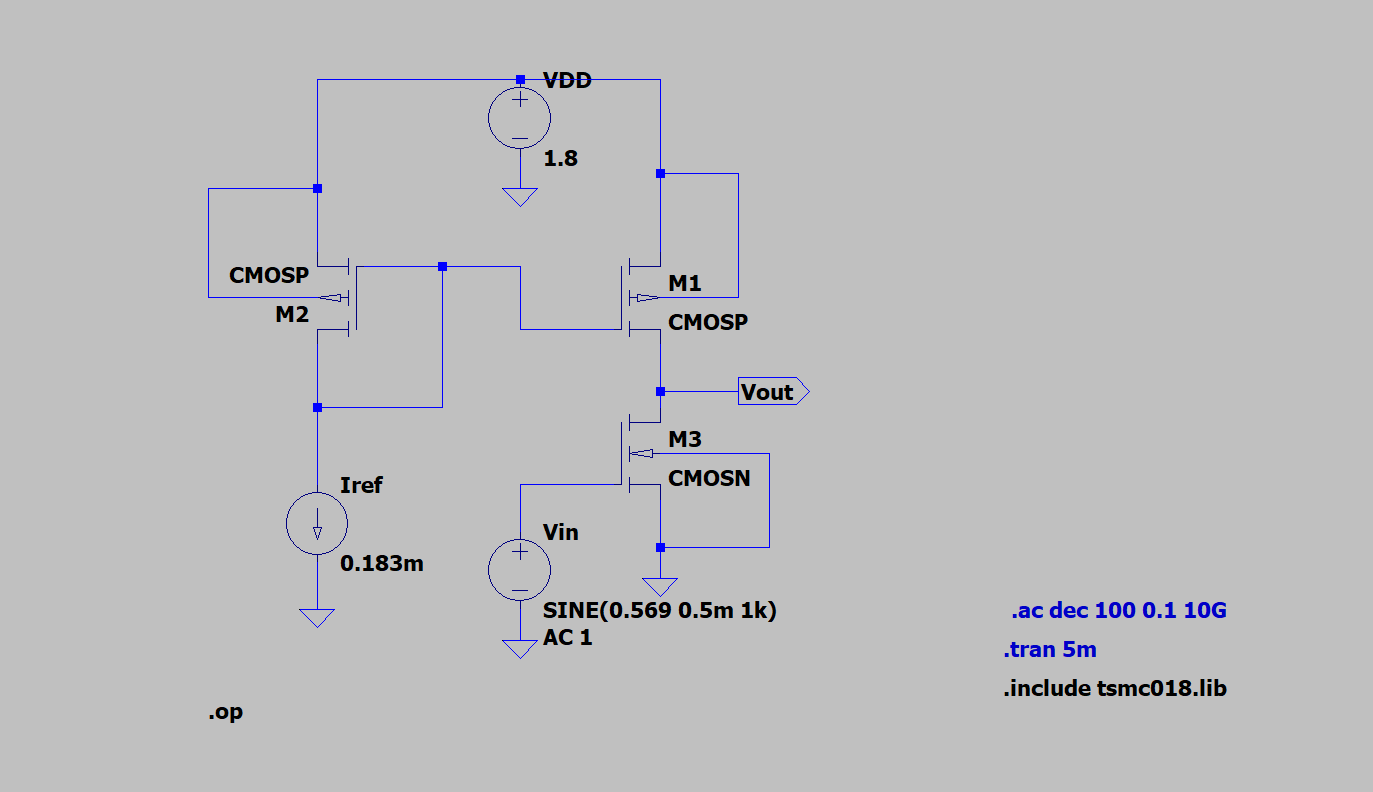 VDD
1.8
CMOSP
M2
M1
CMOSP
Vout
M3
CMOSN
Iref
0.183m
Vin
SINE(0.569 0.5m 1k)
AC 1
.ac dec 100 0.1 10G
.tran 5m
.include tsmc018.lib
.op